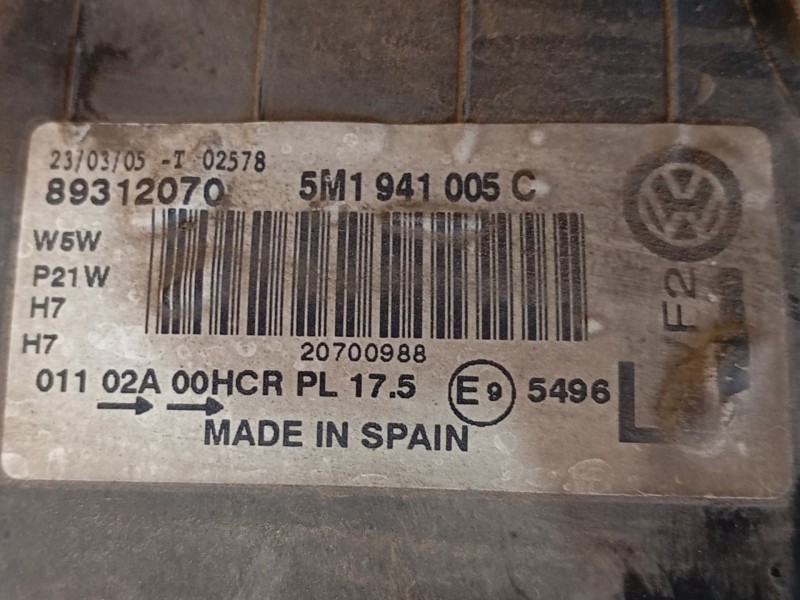 23/03/05 -T 02578
89312070 5M1 941 005 C
W5W
P21W
H7
H7
VF2
20700988
011 02A 00HCR PL 17.5 E9 5496
L
MADE IN SPAIN